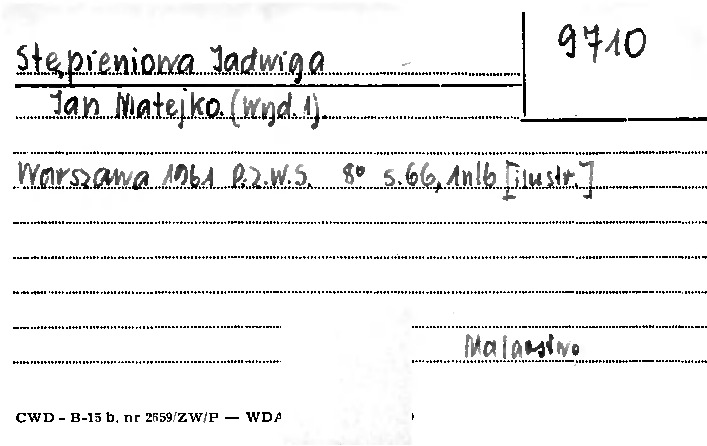 9710
Stępieniowa Jadwiga
Jan Matejko. (Wyd. 1).
Warszawa 1961 P.Z.W.S. 8° s. 66, 1nlb [ilustr.]
Malarstwo
CWD - B-15 b. nr 2659/ZW/P — WDA